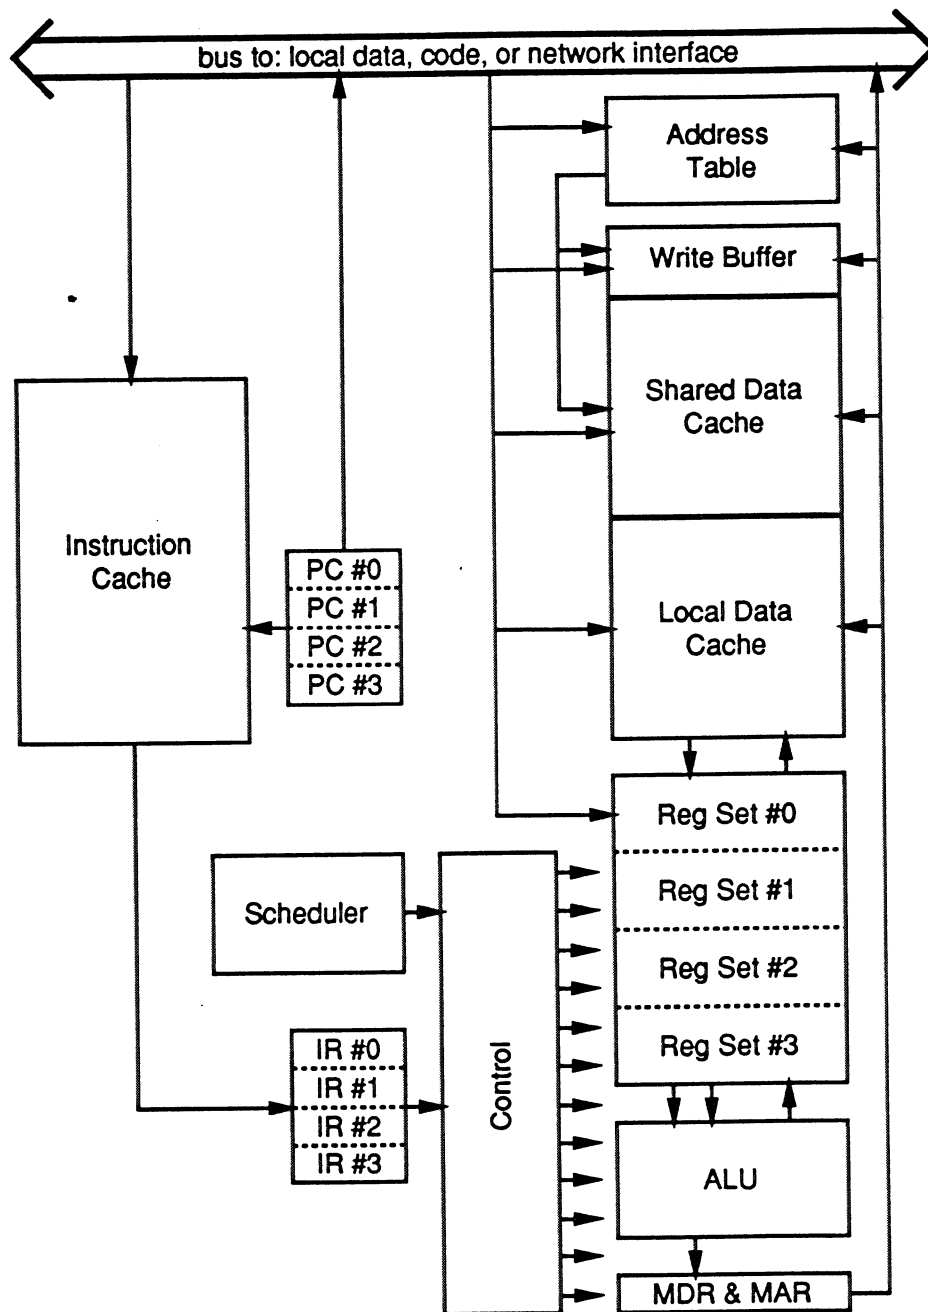 bus to: local data, code, or network interface
Address
Table
Write Buffer
Shared Data
Cache
Instruction
Cache
PC #0
PC #1
PC #2
PC #3
Local Data
Cache
Reg Set #0
Reg Set #1
Reg Set #2
Reg Set #3
Scheduler
Control
IR #0
IR #1
IR #2
IR #3
ALU
MDR & MAR